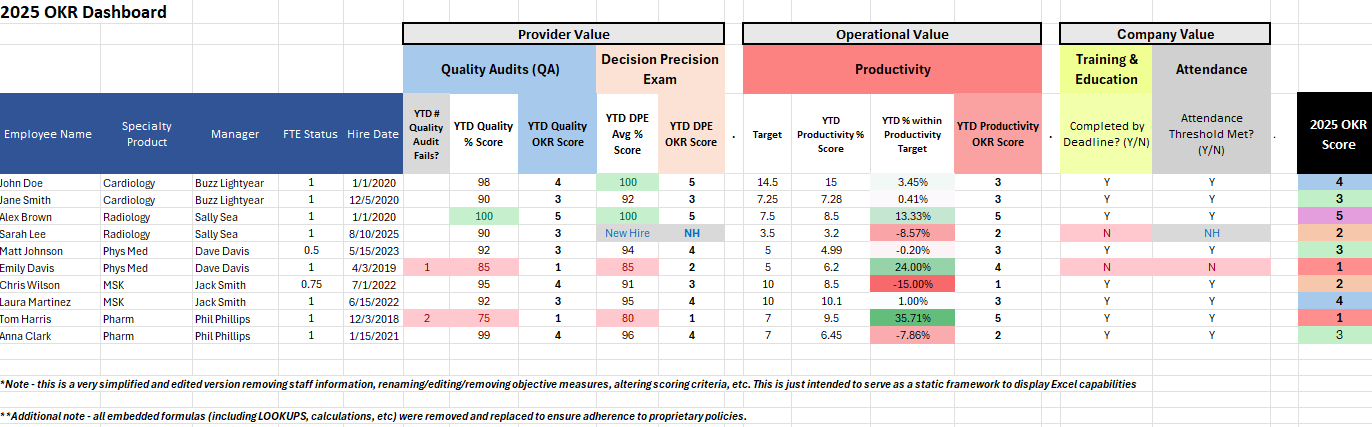 2025 OKR Dashboard
Provider Value Operational Value Company Value
Quality Audits (QA) Decision Precision Exam Productivity Training & Education Attendance
Employee Name Specialty Product Manager FTE Status Hire Date YTD # Quality Audit Fails? YTD Quality % Score YTD Quality OKR Score YTD DPE Avg % Score YTD DPE OKR Score . Target YTD Productivity % Score YTD % within Productivity Target YTD Productivity OKR Score . Completed by Deadline? (Y/N) Attendance Threshold Met? (Y/N) . 2025 OKR Score
John Doe Cardiology Buzz Lightyear 1 1/1/2020 98 4 100 5 14.5 15 3.45% 3 Y Y 4
Jane Smith Cardiology Buzz Lightyear 1 12/5/2020 90 3 92 3 7.25 7.28 0.41% 3 Y Y 3
Alex Brown Radiology Sally Sea 1 1/1/2020 100 5 100 5 7.5 8.5 13.33% 5 Y Y 5
Sarah Lee Radiology Sally Sea 1 8/10/2025 90 3 New Hire NH 3.5 3.2 -8.57% 2 N NH 2
Matt Johnson Phys Med Dave Davis 0.5 5/15/2023 92 3 94 4 5 4.99 -0.20% 3 Y Y 3
Emily Davis Phys Med Dave Davis 1 4/3/2019 1 85 1 85 2 5 6.2 24.00% 4 N N 1
Chris Wilson MSK Jack Smith 0.75 7/1/2022 95 4 91 3 10 8.5 -15.00% 1 Y Y 2
Laura Martinez MSK Jack Smith 1 6/15/2022 92 3 95 4 10 10.1 1.00% 3 Y Y 4
Tom Harris Pharm Phil Phillips 1 12/3/2018 2 75 1 80 1 7 9.5 35.71% 5 Y Y 1
Anna Clark Pharm Phil Phillips 1 1/15/2021 99 4 96 4 7 6.45 -7.86% 2 Y Y 3
*Note - this is a very simplified and edited version removing staff information, renaming/editing/removing objective measures, altering scoring criteria, etc. This is just intended to serve as a static framework to display Excel capabilities
**Additional note - all embedded formulas (including LOOKUPS, calculations, etc) were removed and replaced to ensure adherence to proprietary policies.